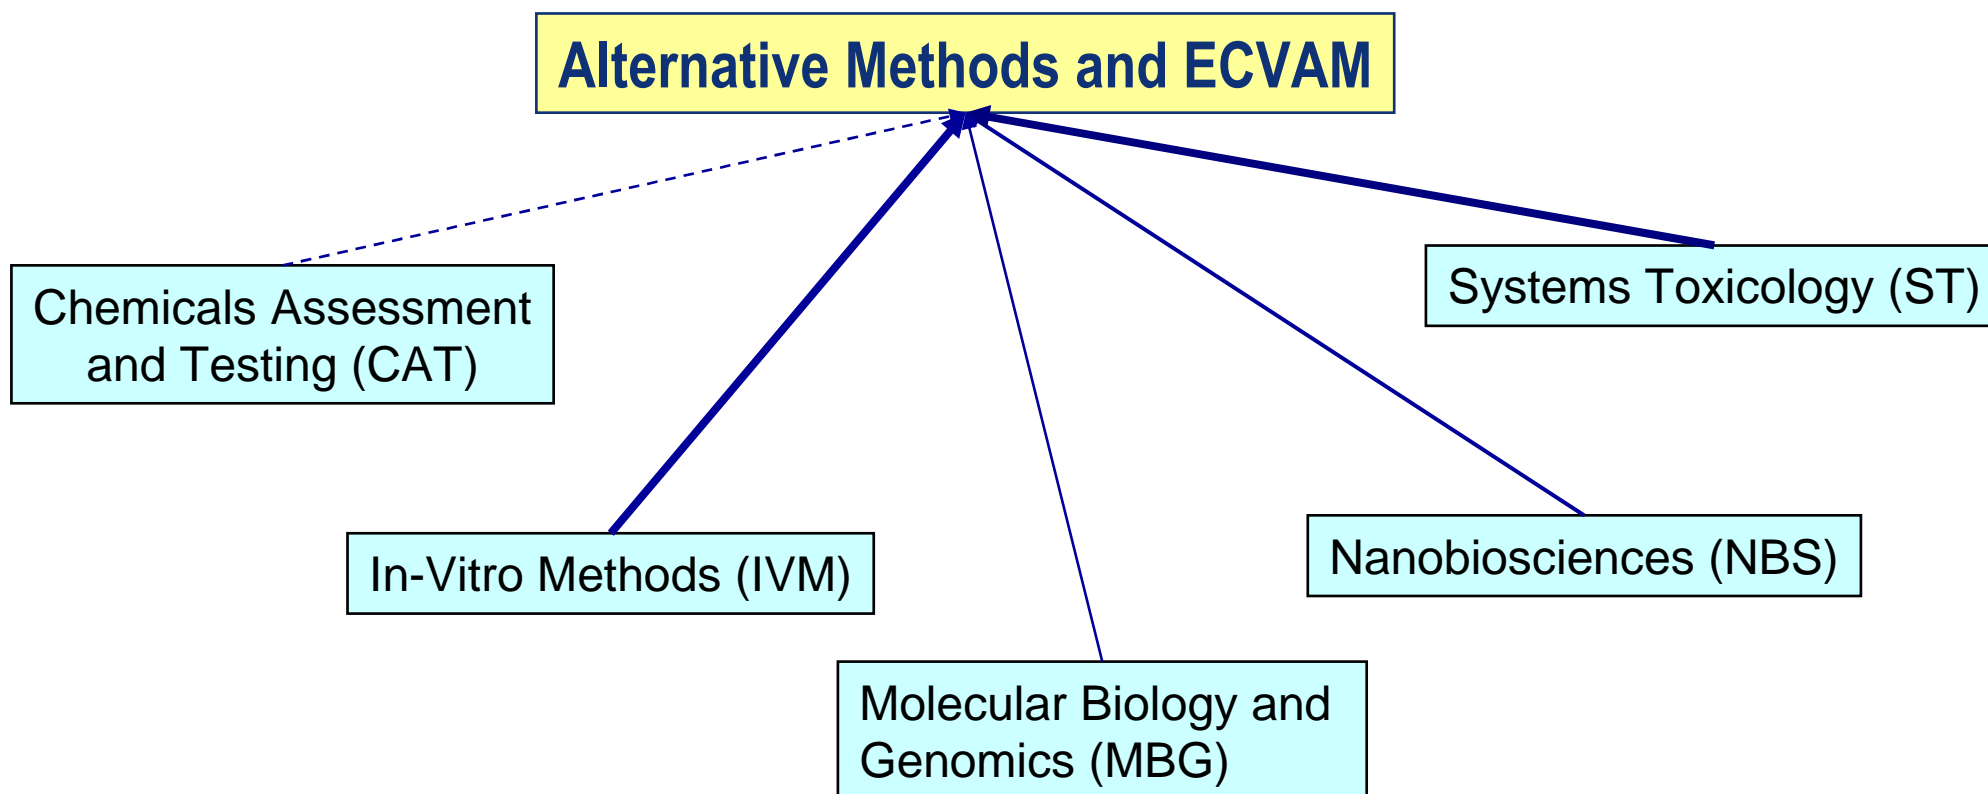 Alternative Methods and ECVAM
Chemicals Assessment
and Testing (CAT)
Systems Toxicology (ST)
In-Vitro Methods (IVM)
Nanobiosciences (NBS)
Molecular Biology and
Genomics (MBG)